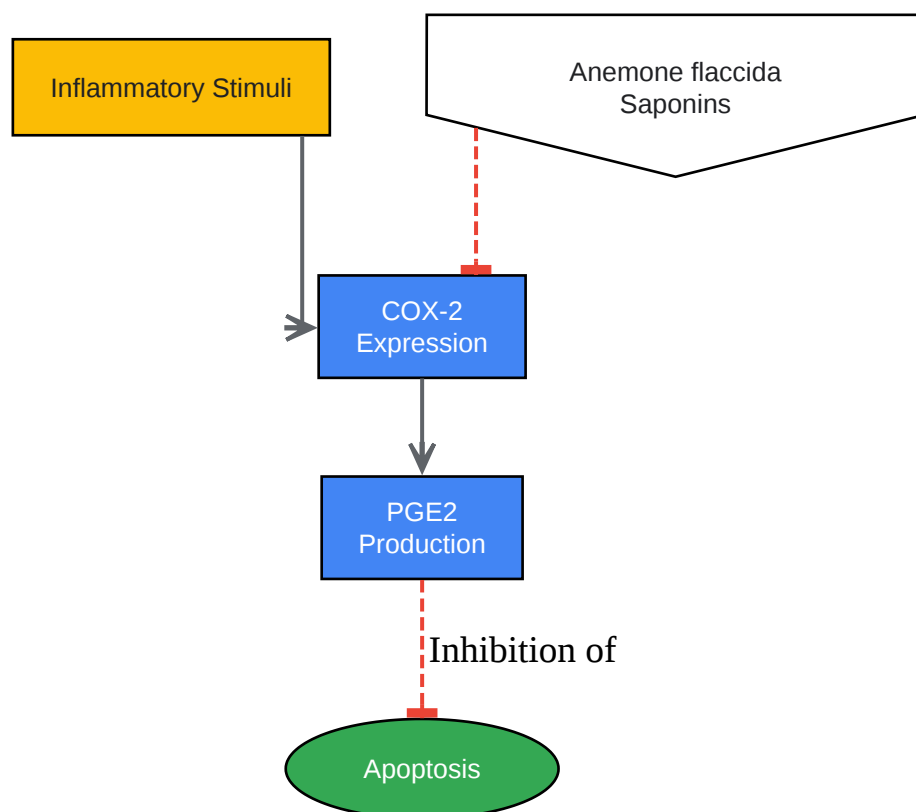 Inflammatory Stimuli
Anemone flaccida
Saponins
COX-2
Expression
PGE2
Production
Inhibition of
Apoptosis